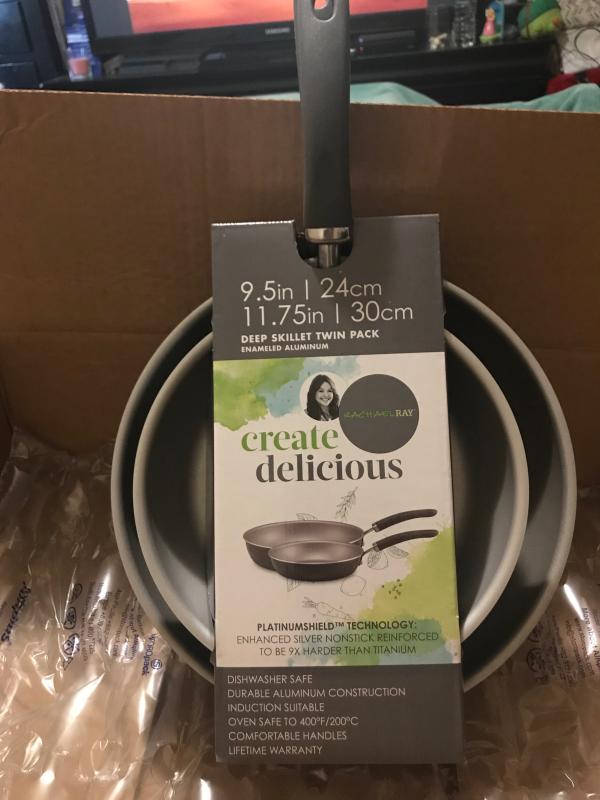 SAMSUNG
9.5in | 24cm
11.75in | 30cm
DEEP SKILLET TWIN PACK
ENAMELED ALUMINUM
RACHAEL RAY
create
delicious
PLATINUMSHIELD™ TECHNOLOGY:
ENHANCED SILVER NONSTICK REINFORCED
TO BE 9X HARDER THAN TITANIUM
DISHWASHER SAFE
DURABLE ALUMINUM CONSTRUCTION
INDUCTION SUITABLE
OVEN SAFE TO 400°F/200°C
COMFORTABLE HANDLES
LIFETIME WARRANTY